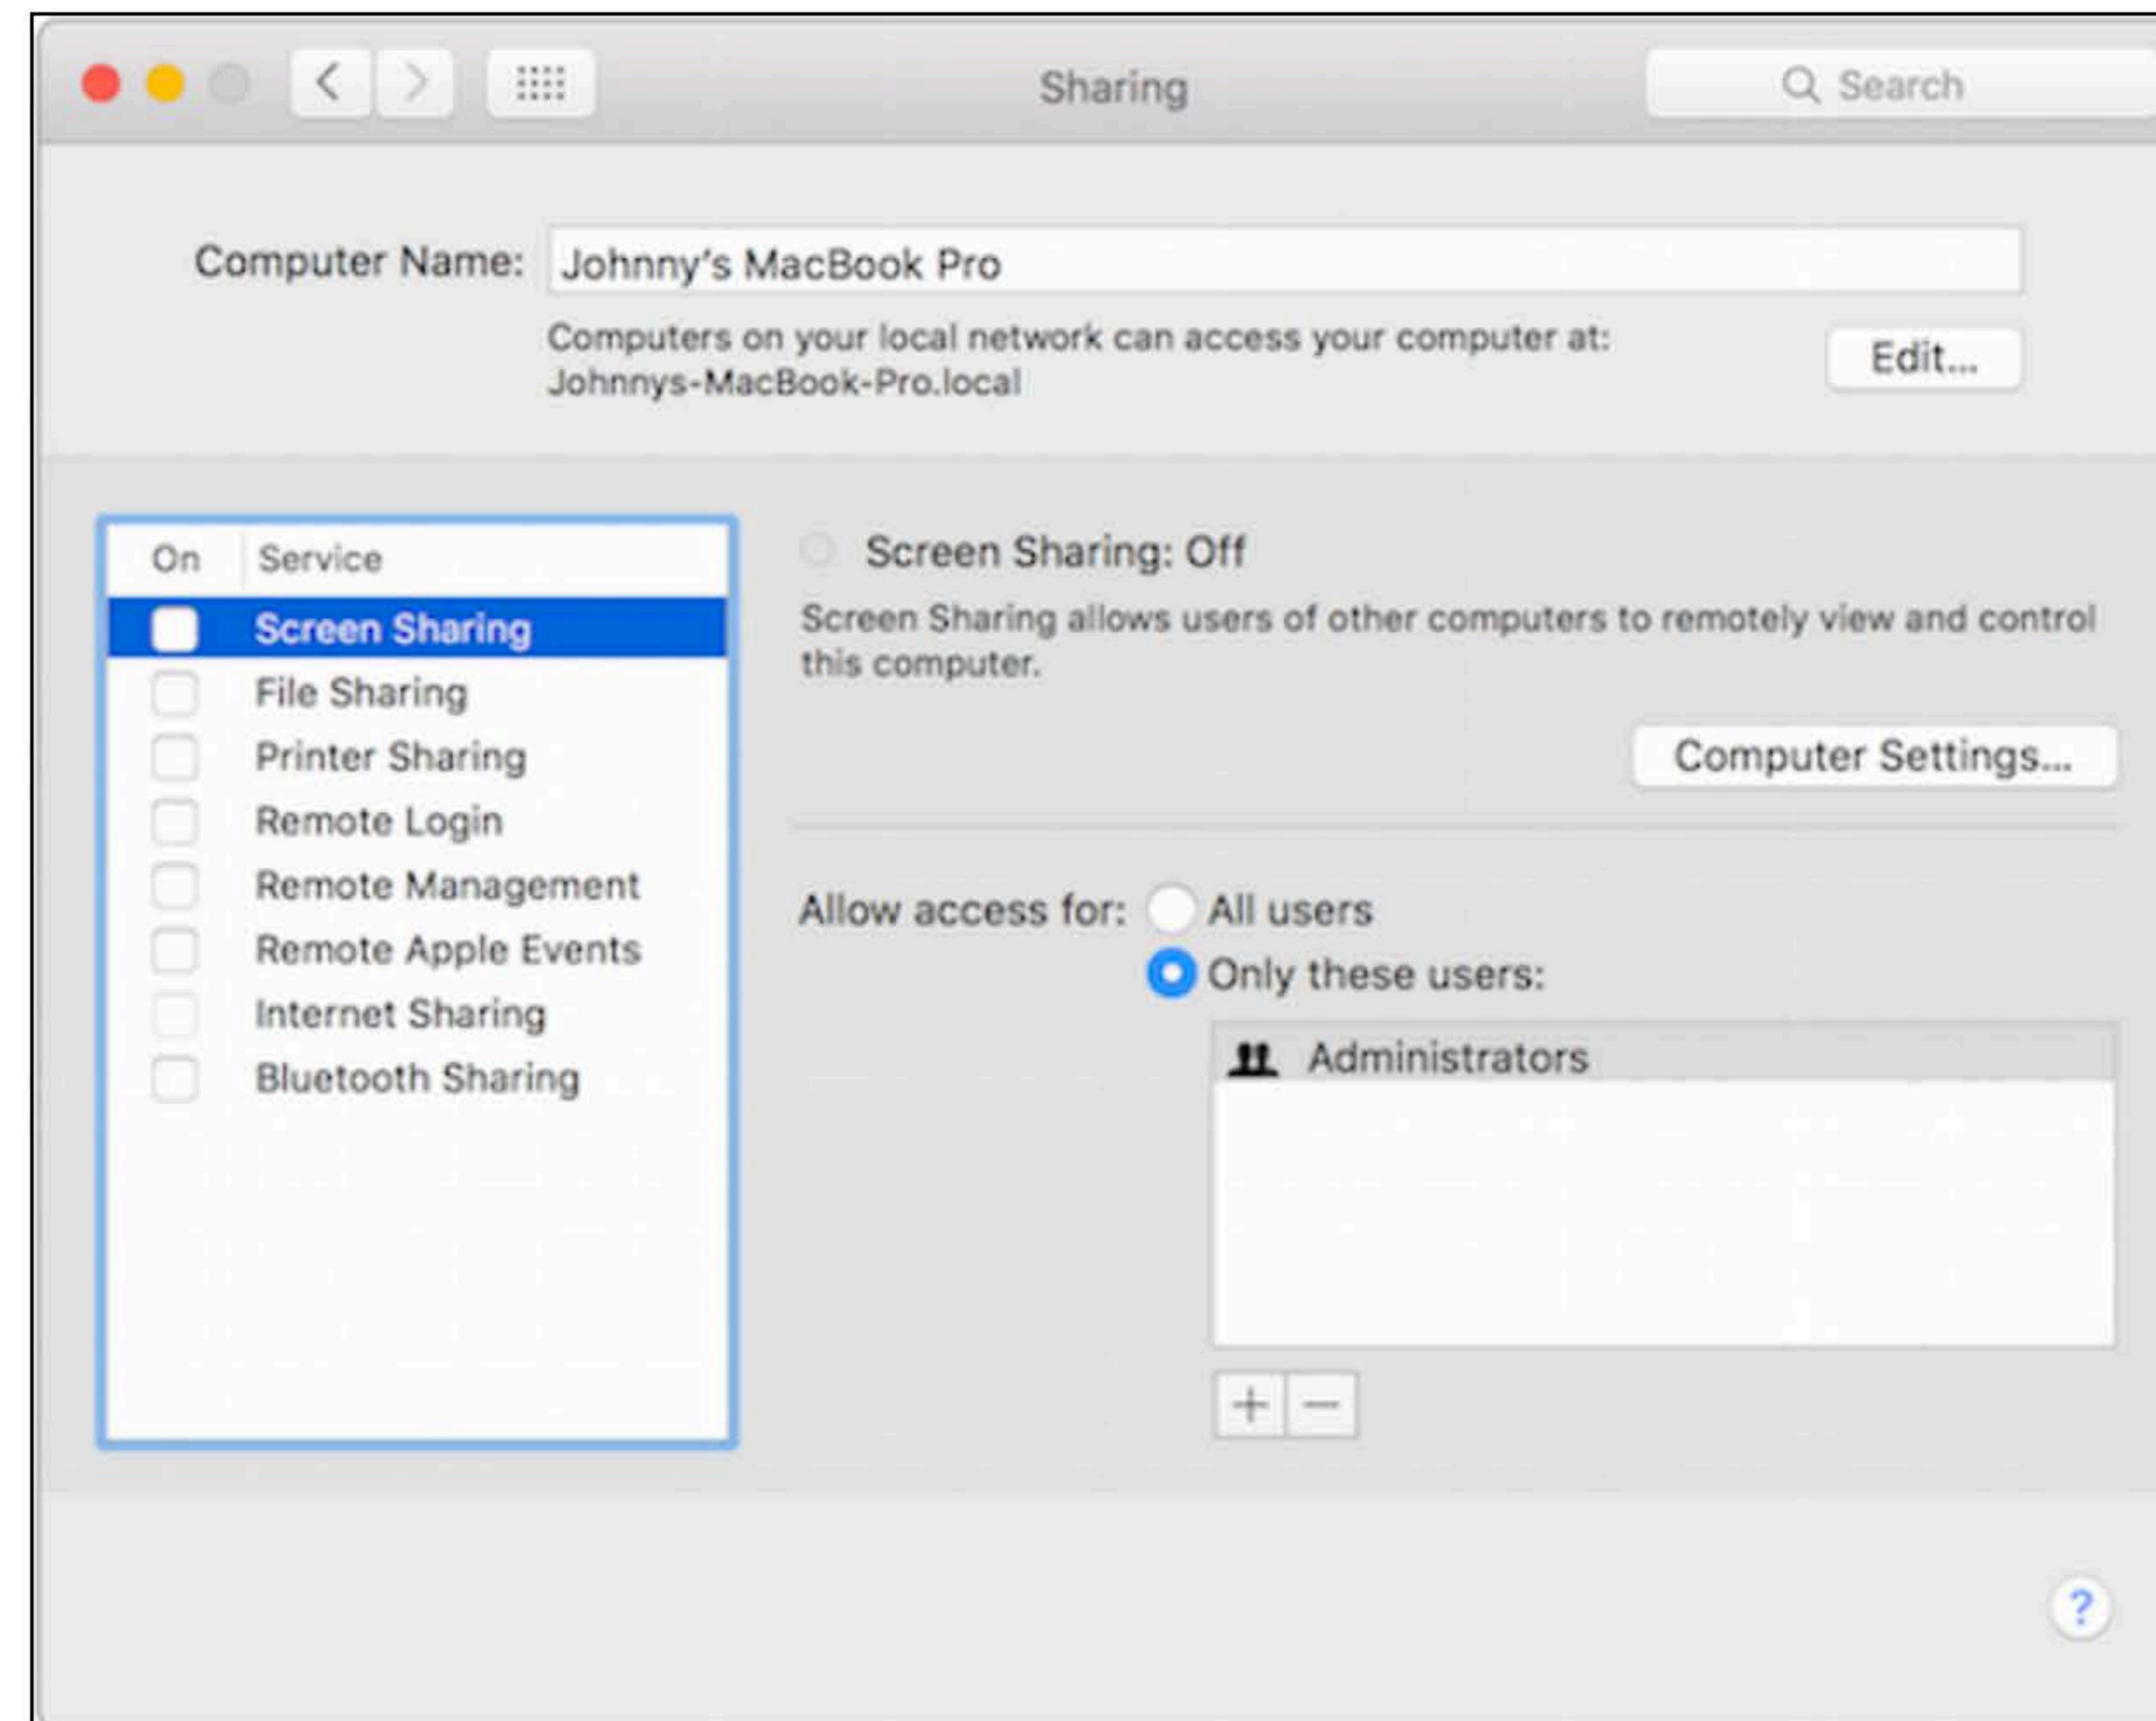 Sharing
Search
Computer Name: Johnny's MacBook Pro
Computers on your local network can access your computer at:
Johnnys-MacBook-Pro.local
Edit...
On Service
Screen Sharing
File Sharing
Printer Sharing
Remote Login
Remote Management
Remote Apple Events
Internet Sharing
Bluetooth Sharing
Screen Sharing: Off
Screen Sharing allows users of other computers to remotely view and control
this computer.
Computer Settings...
Allow access for: All users
Only these users:
Administrators
+ −
?